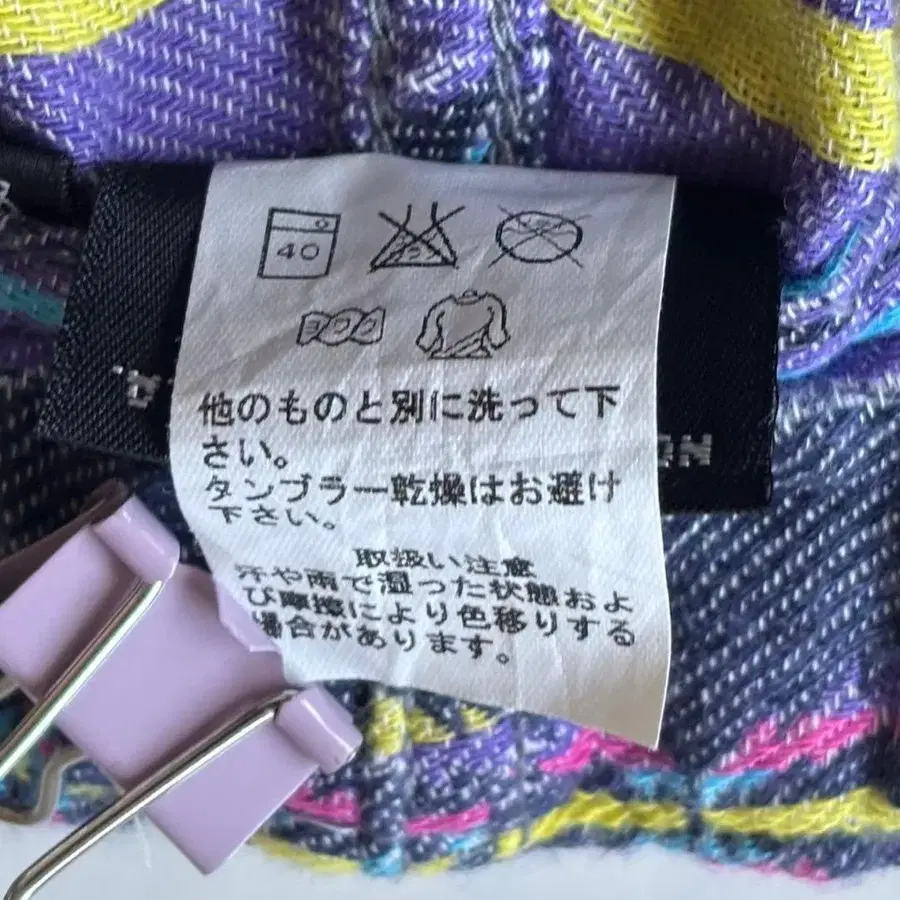 40
他のものと別に洗って下
さい。
タンブラー乾燥はお避け
下さい。
取扱い注意
汗や雨で湿った状態およ
び摩擦により色移りする
場合があります。